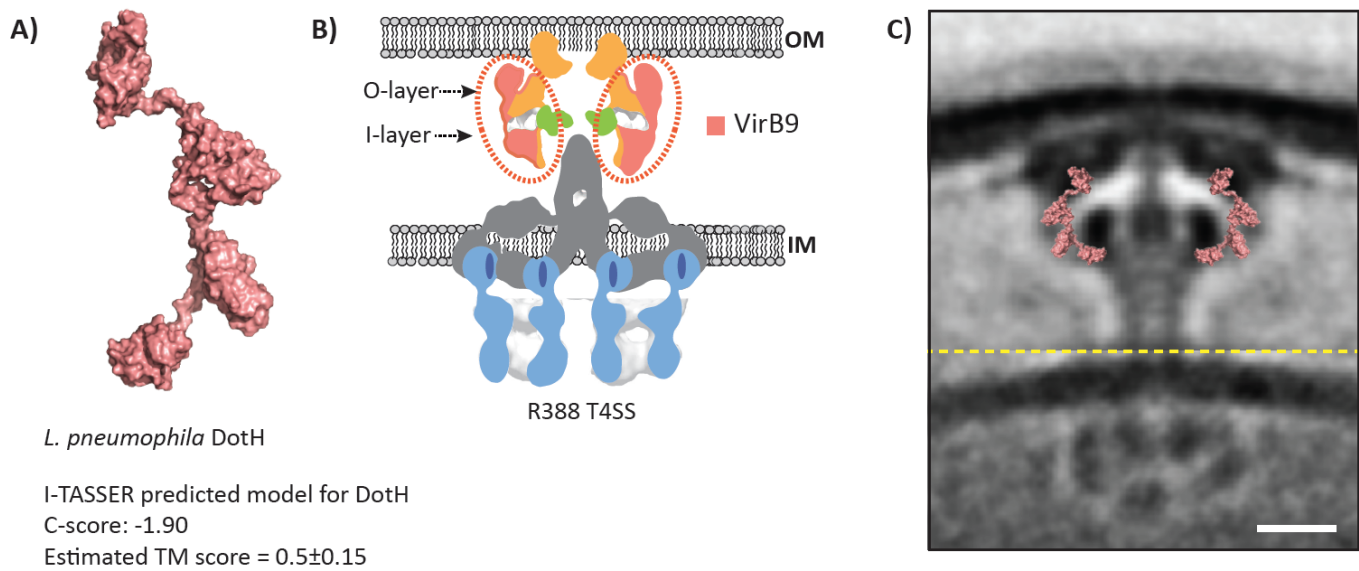 A)
B)
C)
OM
O-layer
I-layer
VirB9
IM
R388 T4SS
L. pneumophila DotH
I-TASSER predicted model for DotH
C-score: -1.90
Estimated TM score = 0.5±0.15